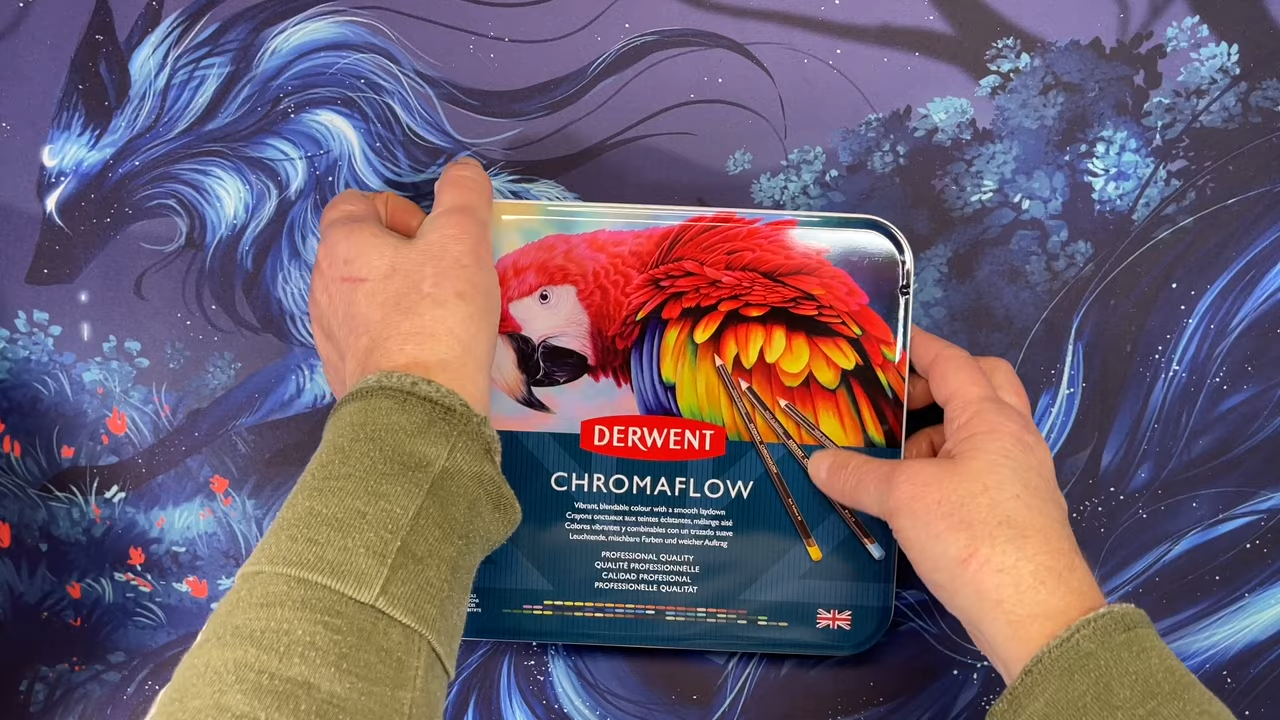 DERWENT
CHROMAFLOW
Vibrant, blendable colour with a smooth laydown
Crayons onctueux aux teintes éclatantes, mélange aisé
Colores vibrantes y combinables con un trazado suave
Leuchtende, mischbare Farben und weicher Auftrag
PROFESSIONAL QUALITY
QUALITÉ PROFESSIONNELLE
CALIDAD PROFESIONAL
PROFESSIONELLE QUALITÄT